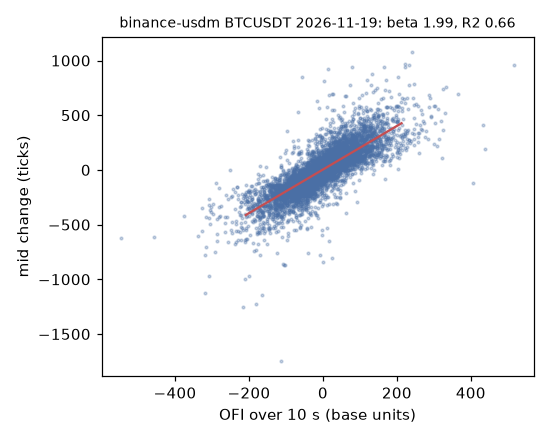 binance-usdm BTCUSDT 2026-11-19: beta 1.99, R2 0.66
mid change (ticks)
1000
500
0
−500
−1000
−1500
−400 −200 0 200 400
OFI over 10 s (base units)